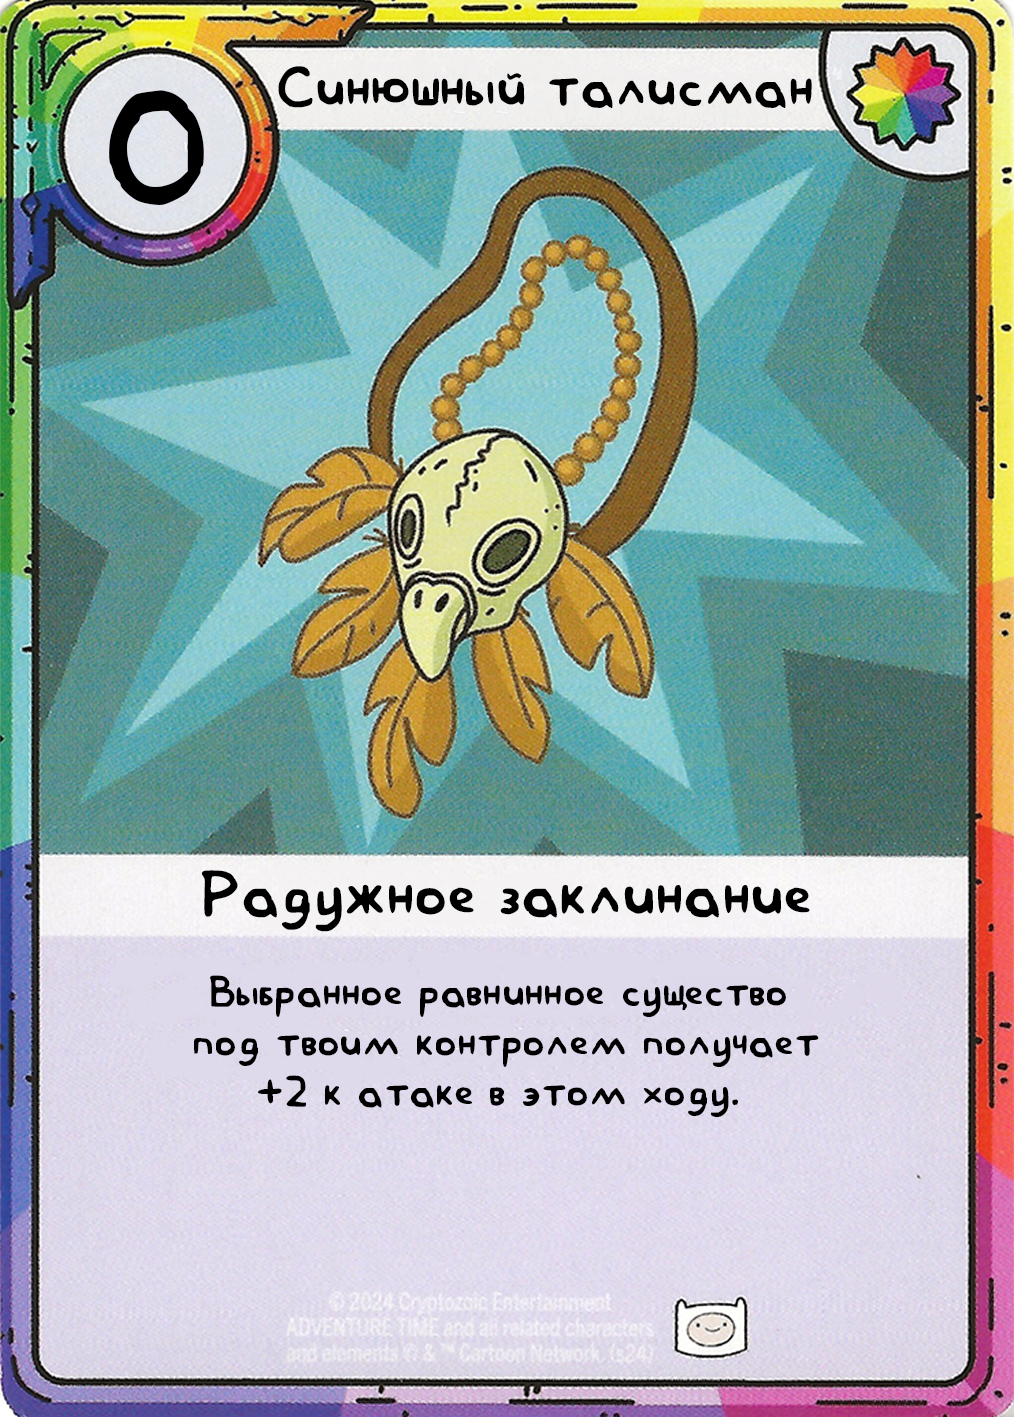 0
Синюшный талисман
Радужное заклинание
Выбранное равнинное существо
под твоим контролем получает
+2 к атаке в этом ходу.
© 2024 Cryptozoic Entertainment
ADVENTURE TIME and all related characters
and elements © & ™ Cartoon Network. (s24)